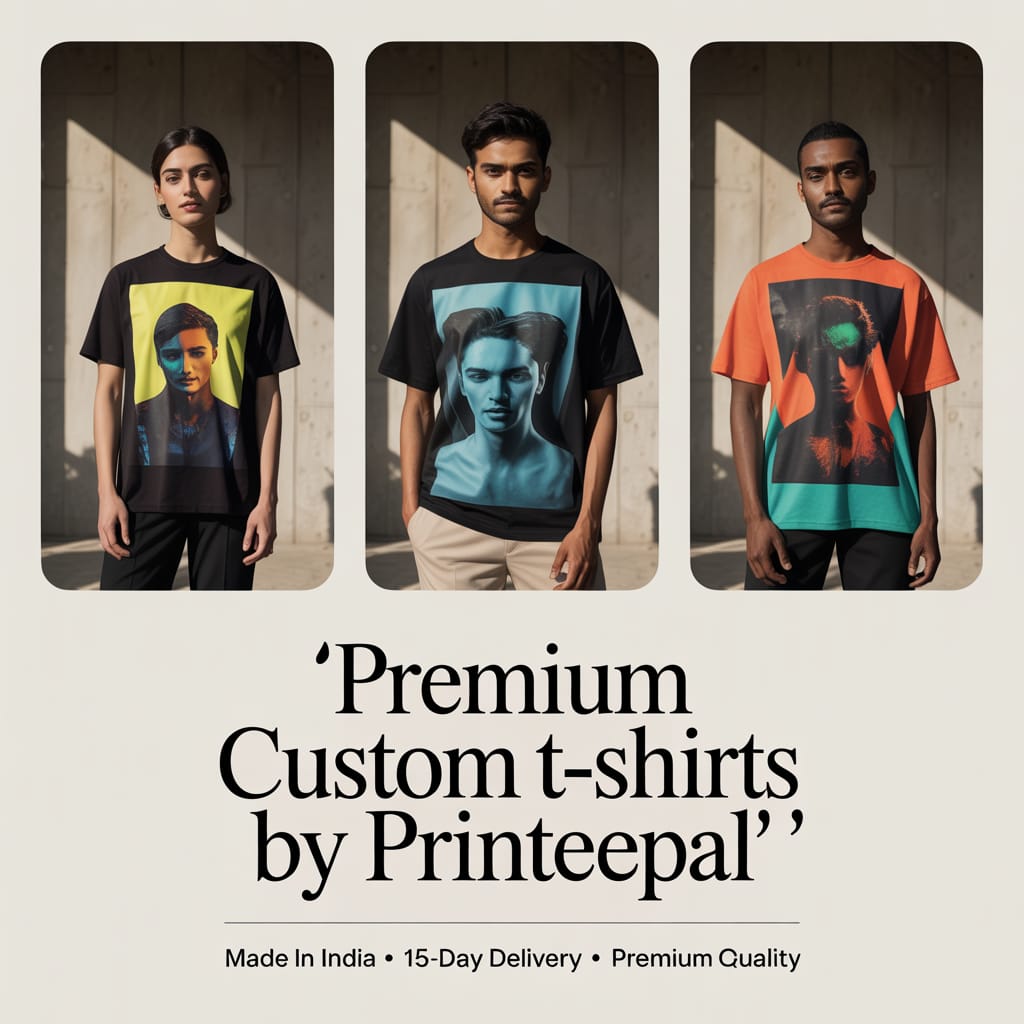 ‘Premium
Custom t-shirts
by Printeepal’ ’
Made In India • 15-Day Delivery • Premium Quality